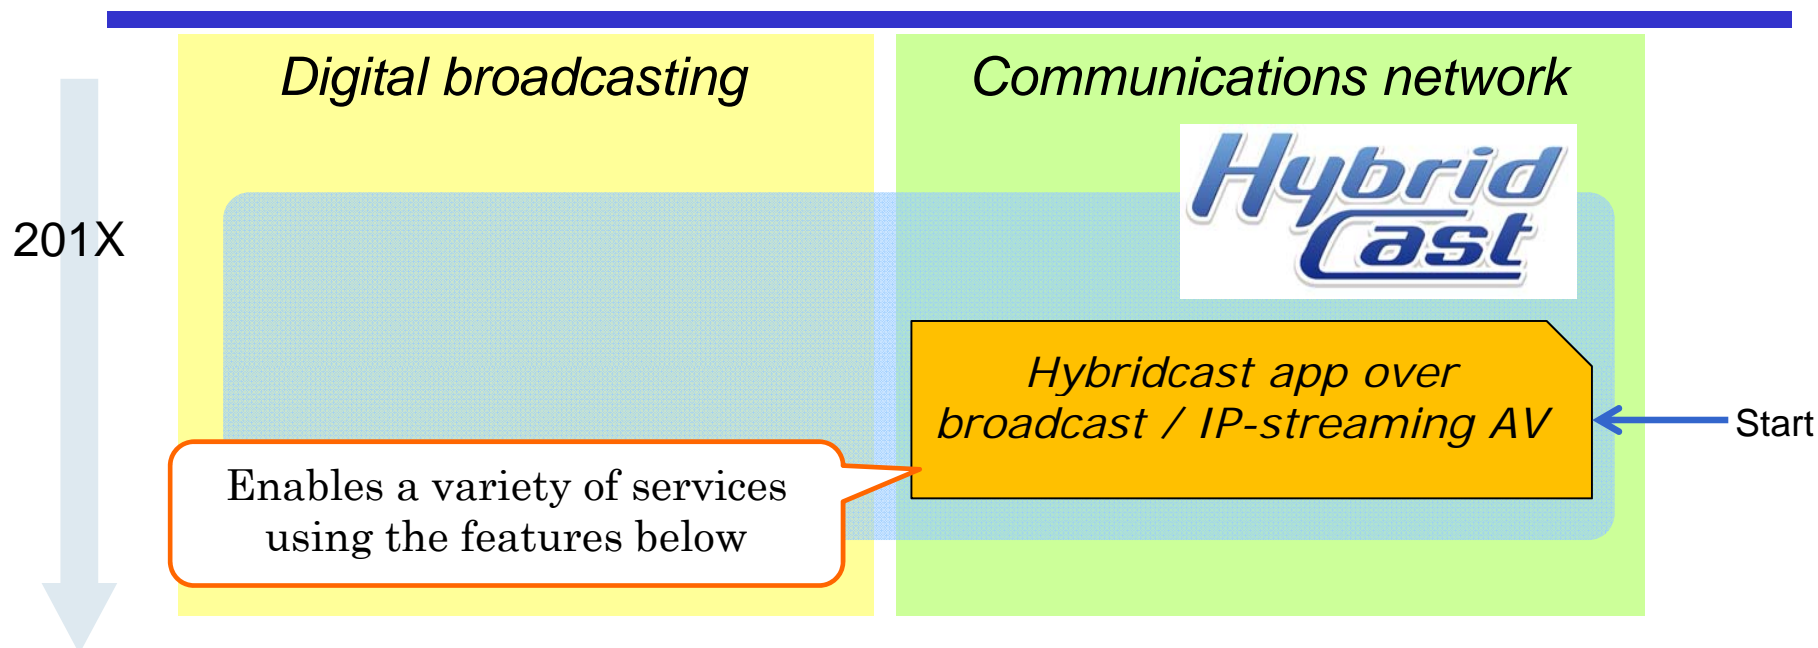 Digital broadcasting
Communications network
Hybrid
Cast
201X
Hybridcast app over
broadcast / IP-streaming AV
Start
Enables a variety of services
using the features below